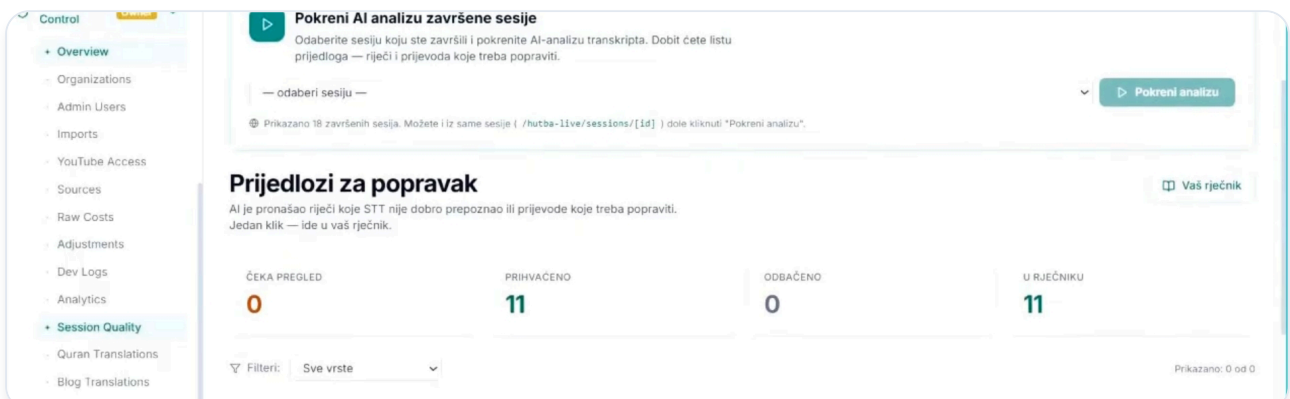 Control
Overview
Organizations
Admin Users
Imports
YouTube Access
Sources
Raw Costs
Adjustments
Dev Logs
Analytics
Session Quality
Quran Translations
Blog Translations
Pokreni AI analizu završene sesije
Odaberite sesiju koju ste završili i pokrenite AI-analizu transkripta. Dobit ćete listu
prijedloga — riječi i prijevoda koje treba popraviti.
— odaberi sesiju —
Pokreni analizu
Prikazano 18 završenih sesija. Možete i iz same sesije ( /hutba-live/sessions/[id] ) dole kliknuti "Pokreni analizu".
Prijedlozi za popravak
Vaš rječnik
AI je pronašao riječi koje STT nije dobro prepoznao ili prijevode koje treba popraviti.
Jedan klik — ide u vaš rječnik.
ČEKA PREGLED
0
PRIHVAĆENO
11
ODBAČENO
0
U RJEČNIKU
11
Filteri: Sve vrste
Prikazano: 0 od 0